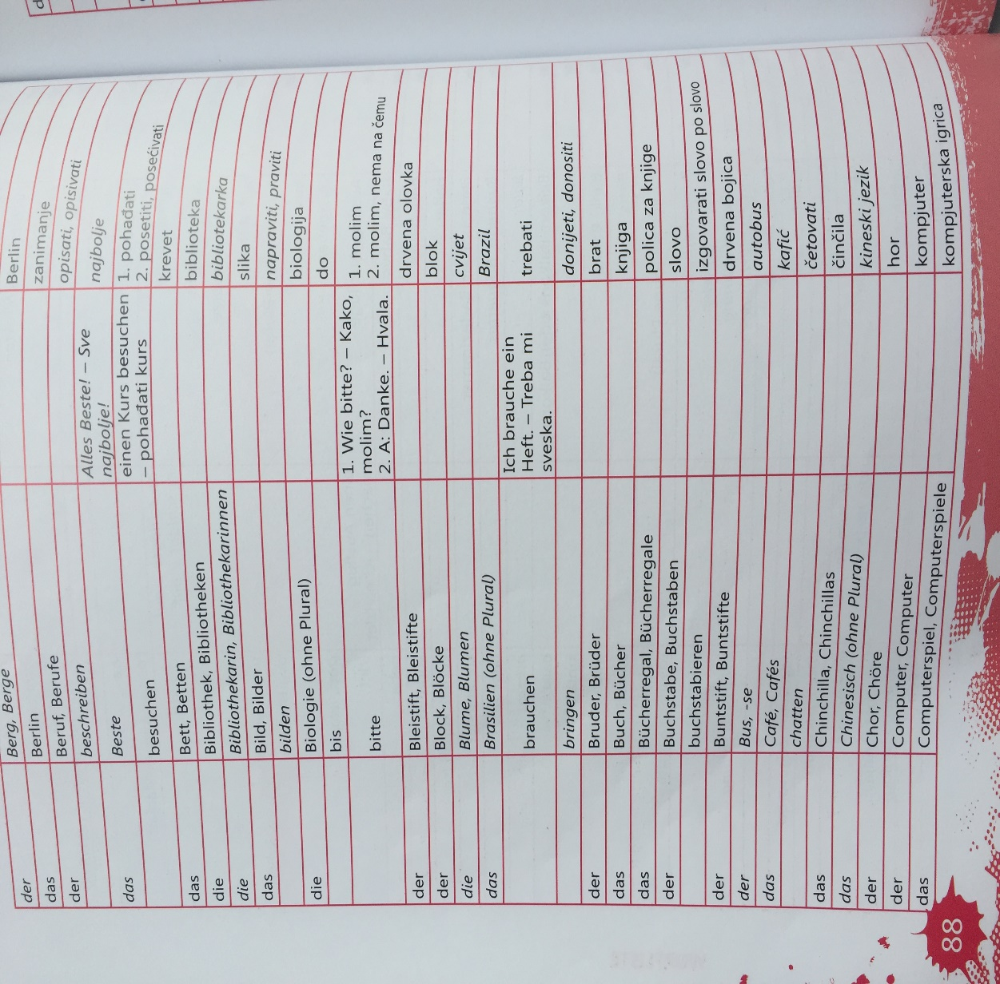 der Berg, Berge
das Berlin Berlin
der Beruf, Berufe zanimanje
beschreiben opisati, opisivati
das Beste Alles Beste! – Sve najbolje! najbolje
besuchen einen Kurs besuchen – pohađati kurs 1. pohađati 2. posetiti, posećivati
das Bett, Betten krevet
die Bibliothek, Bibliotheken biblioteka
die Bibliothekarin, Bibliothekarinnen bibliotekarka
das Bild, Bilder slika
bilden napraviti, praviti
die Biologie (ohne Plural) biologija
bis do
bitte 1. Wie bitte? – Kako, molim? 2. A: Danke. – Hvala. 1. molim 2. molim, nema na čemu
der Bleistift, Bleistifte drvena olovka
der Block, Blöcke blok
die Blume, Blumen cvijet
das Brasilien (ohne Plural) Brazil
brauchen Ich brauche ein Heft. – Treba mi sveska. trebati
bringen donijeti, donositi
der Bruder, Brüder brat
das Buch, Bücher knjiga
das Bücherregal, Bücherregale polica za knjige
der Buchstabe, Buchstaben slovo
buchstabieren izgovarati slovo po slovo
der Buntstift, Buntstifte drvena bojica
der Bus, -se autobus
das Café, Cafés kafić
chatten četovati
das Chinchilla, Chinchillas činčila
das Chinesisch (ohne Plural) kineski jezik
der Chor, Chöre hor
der Computer, Computer kompjuter
das Computerspiel, Computerspiele kompjuterska igrica
88